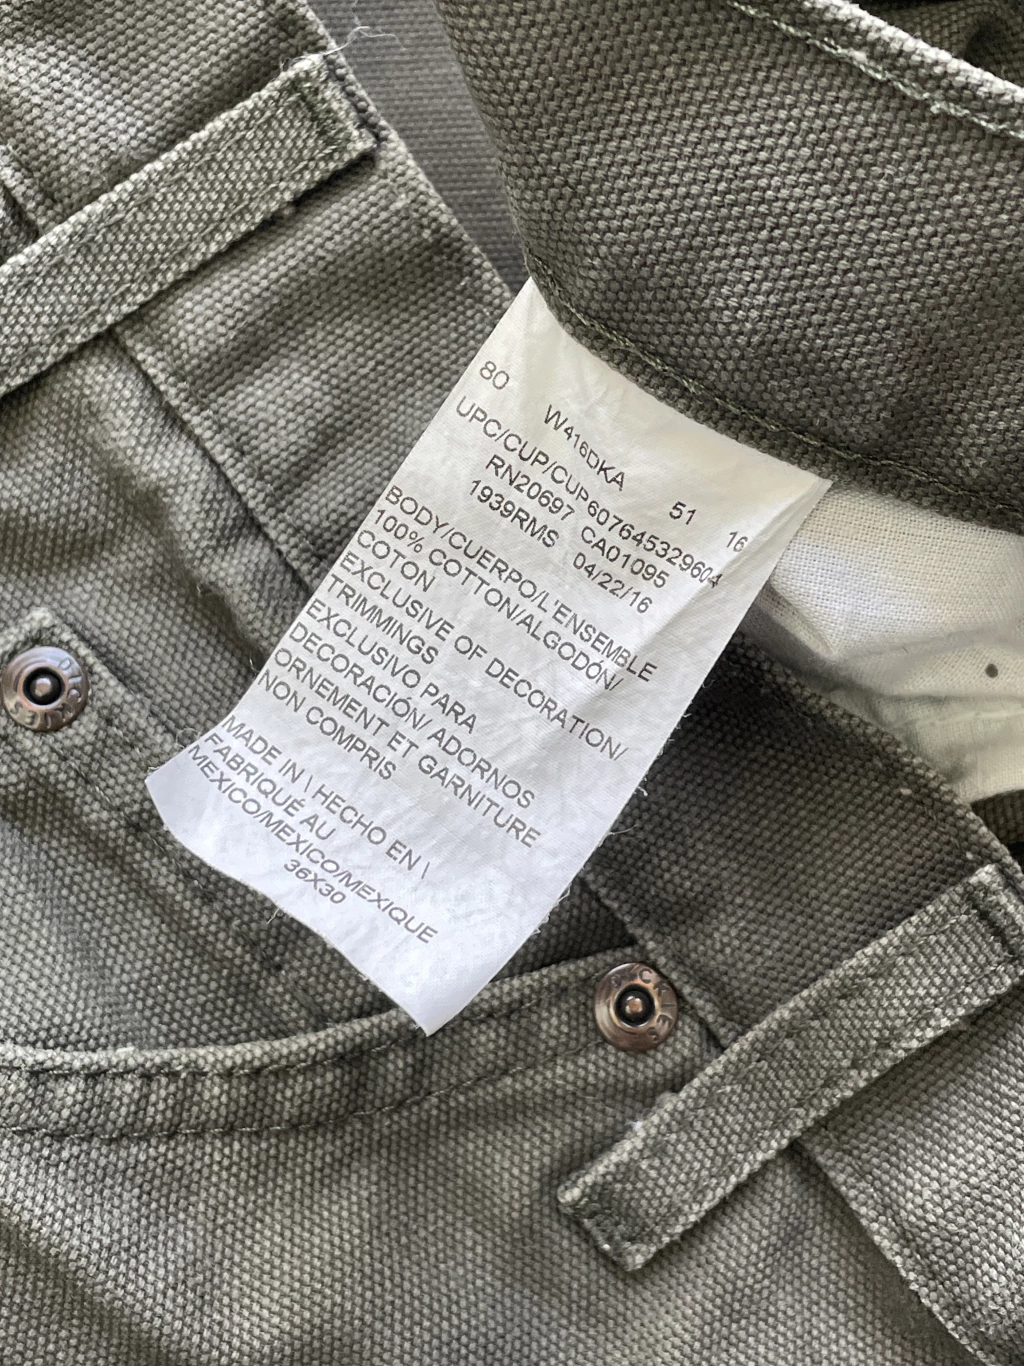 80 W416DKA 51 16
UPC/CUP/CUP607645329604
RN20697 CA01095
1939RMS 04/22/16
BODY/CUERPO/L'ENSEMBLE
100% COTTON/ALGODÓN/
COTON
EXCLUSIVE OF DECORATION/
TRIMMINGS
EXCLUSIVO PARA
DECORACIÓN/ ADORNOS
ORNEMENT ET GARNITURE
NON COMPRIS
MADE IN \ HECHO EN \
FABRIQUÉ AU
MEXICO/MEXICO/MEXIQUE
36X30